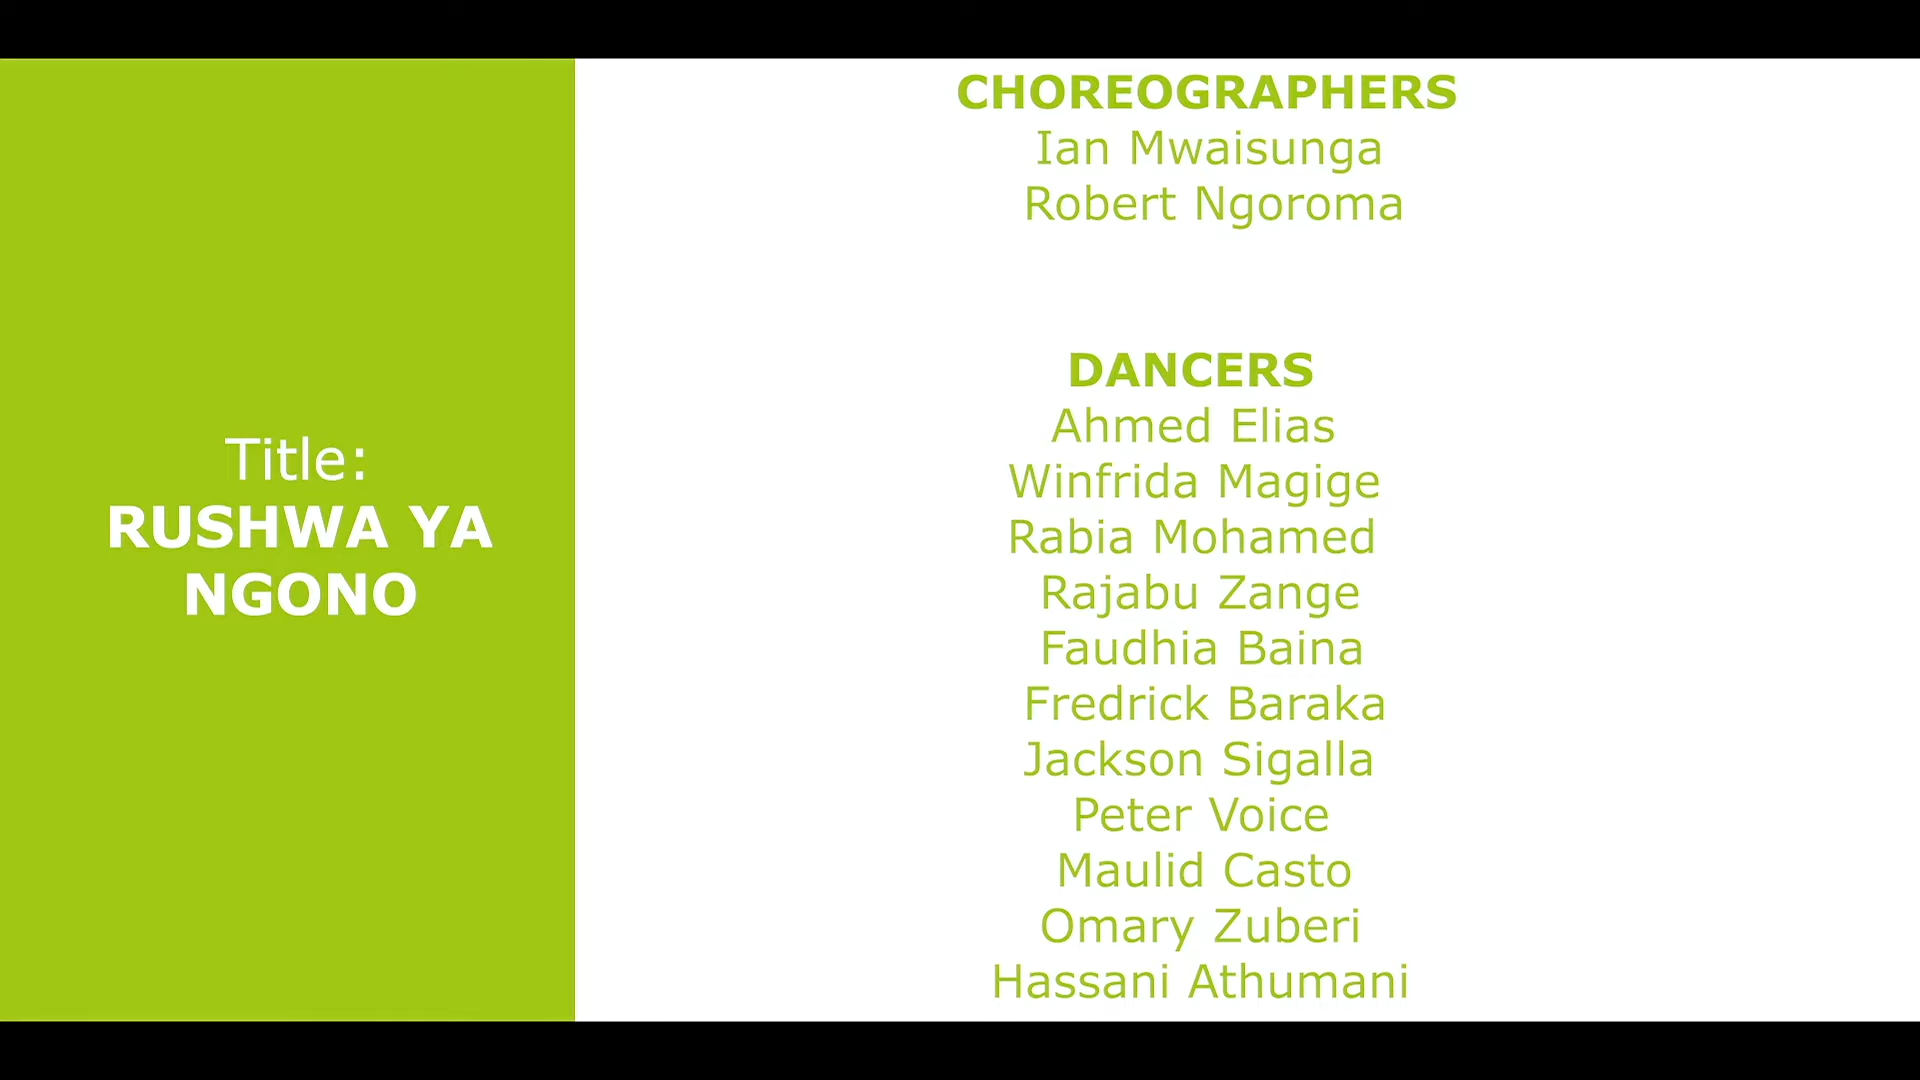 Title:
RUSHWA YA
NGONO
CHOREOGRAPHERS
Ian Mwaisunga
Robert Ngoroma
DANCERS
Ahmed Elias
Winfrida Magige
Rabia Mohamed
Rajabu Zange
Faudhia Baina
Fredrick Baraka
Jackson Sigalla
Peter Voice
Maulid Casto
Omary Zuberi
Hassani Athumani